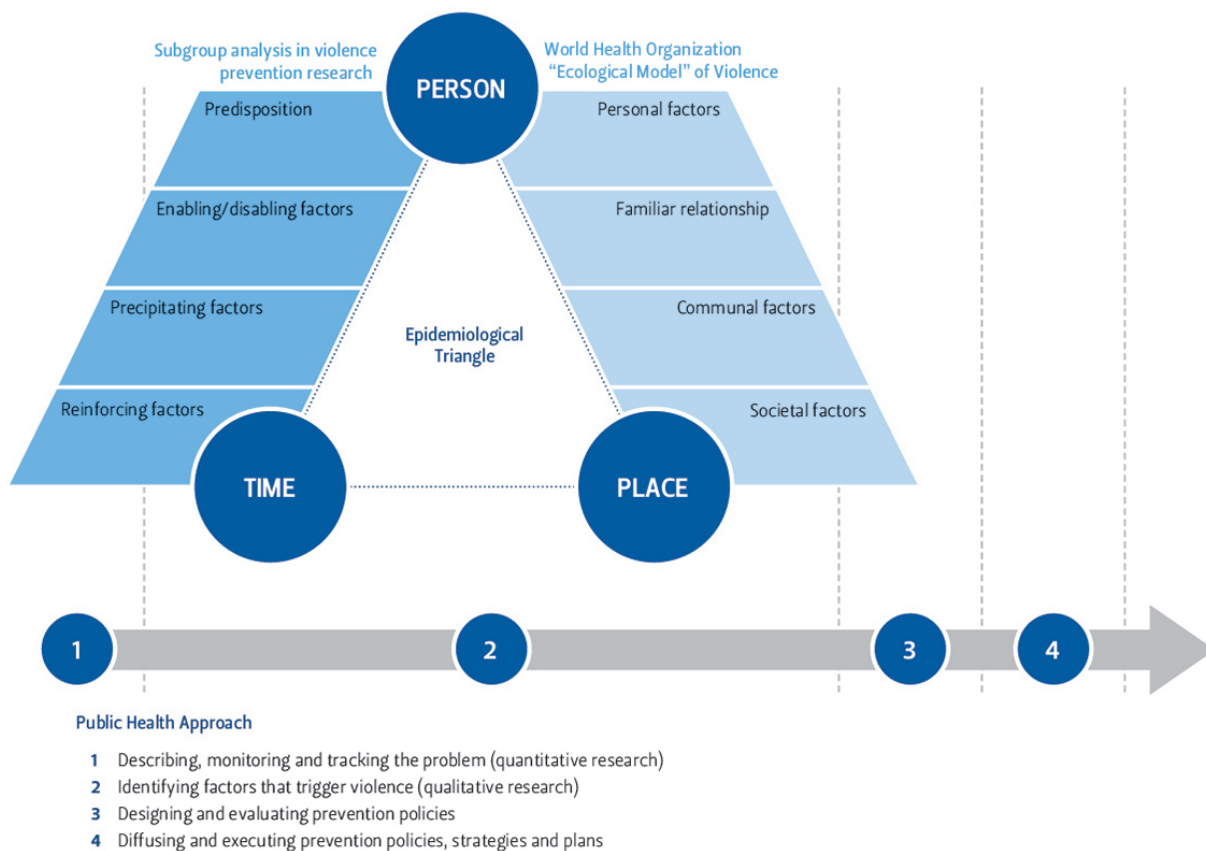 Subgroup analysis in violence
prevention research
PERSON
World Health Organization
“Ecological Model” of Violence
Predisposition
Personal factors
Enabling/disabling factors
Familiar relationship
Precipitating factors
Communal factors
Epidemiological
Triangle
Reinforcing factors
Societal factors
TIME
PLACE
1
2
3
4
Public Health Approach
1 Describing, monitoring and tracking the problem (quantitative research)
2 Identifying factors that trigger violence (qualitative research)
3 Designing and evaluating prevention policies
4 Diffusing and executing prevention policies, strategies and plans